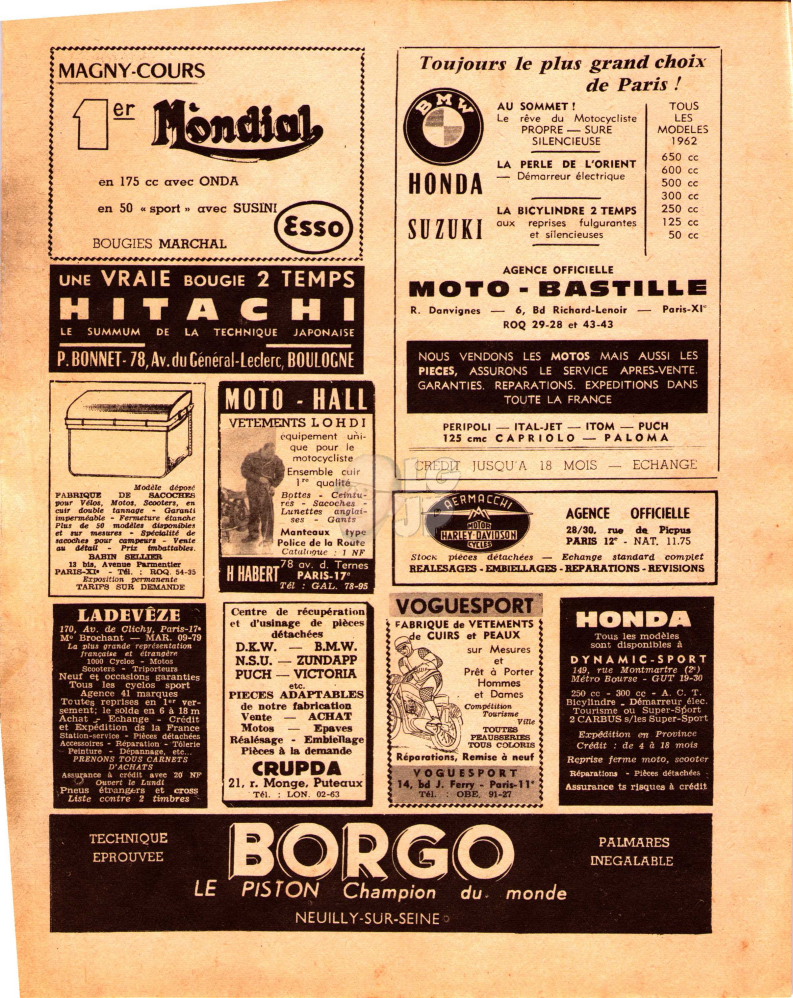 MAGNY-COURS
1er Mondial
en 175 cc avec ONDA
en 50 « sport » avec SUSINI
Esso
BOUGIES MARCHAL
UNE VRAIE BOUGIE 2 TEMPS
HITACHI
LE SUMMUM DE LA TECHNIQUE JAPONAISE
P. BONNET - 78, Av. du Général-Leclerc, BOULOGNE
Toujours le plus grand choix
de Paris !
BMW
AU SOMMET !
Le rêve du Motocycliste
PROPRE — SURE
SILENCIEUSE
HONDA
LA PERLE DE L'ORIENT
— Démarreur électrique
SUZUKI
LA BICYLINDRE 2 TEMPS
aux reprises fulgurantes
et silencieuses
TOUS
LES
MODELES
1962
650 cc
600 cc
500 cc
300 cc
250 cc
125 cc
50 cc
AGENCE OFFICIELLE
MOTO - BASTILLE
R. Danvignes — 6, Bd Richard-Lenoir — Paris-XIe
ROQ 29-28 et 43-43
NOUS VENDONS LES MOTOS MAIS AUSSI LES
PIECES, ASSURONS LE SERVICE APRES-VENTE.
GARANTIES. REPARATIONS. EXPEDITIONS DANS
TOUTE LA FRANCE
PERIPOLI — ITAL-JET — ITOM — PUCH
125 cmc CAPRIOLO — PALOMA
CREDIT JUSQU'A 18 MOIS — ECHANGE
Modèle déposé
FABRIQUE DE SACOCHES
pour Vélos, Motos, Scooters, en
cuir double tannage - Garanti
imperméable - Fermeture étanche
Plus de 50 modèles disponibles
et sur mesures - Spécialité de
sacoches pour campeurs - Vente
au détail - Prix imbattables.
BABIN SELLIER
13 bis, Avenue Parmentier
PARIS-XIe - Tél. : ROQ. 54-35
Exposition permanente
TARIFS SUR DEMANDE
MOTO - HALL
VETEMENTS LOHDI
équipement uni-
que pour le
motocycliste
Ensemble cuir
1re qualité
Bottes - Ceintu-
res - Sacoches -
Lunettes anglai-
ses - Gants
Manteaux type
Police de la Route
Catalogue : 1 NF
H HABERT
78 av. d. Ternes
PARIS-17e
Tél : GAL. 78-95
AERMACCHI
MOTOR
HARLEY-DAVIDSON
CYCLES
AGENCE OFFICIELLE
28/30, rue de Picpus
PARIS 12e - NAT. 11.75
Stock pièces détachées — Echange standard complet
REALESAGES - EMBIELLAGES - REPARATIONS - REVISIONS
LADEVÈZE
170, Av. de Clichy, Paris-17e
Mo Brochant — MAR. 09-79
La plus grande représentation
française et étrangère
1000 Cyclos - Motos
Scooters - Triporteurs
Neuf et occasions garanties
Tous les cyclos sport
Agence 41 marques
Toutes reprises en 1er ver-
sement; le solde en 6 à 18 m
Achat - Echange - Crédit
et Expédition ds la France
Station-service - Pièces détachées
Accessoires - Réparation - Tôlerie
Peinture - Dépannage, etc.
PRENONS TOUS CARNETS
D'ACHATS
Assurance à crédit avec 20 NF
Ouvert le Lundi
Pneus étrangers et cross
Liste contre 2 timbres
Centre de récupération
et d'usinage de pièces
détachées
D.K.W. — B.M.W.
N.S.U. — ZUNDAPP
PUCH — VICTORIA
etc.
PIECES ADAPTABLES
de notre fabrication
Vente — ACHAT
Motos — Epaves
Réalésage - Embiellage
Pièces à la demande
CRUPDA
21, r. Monge, Puteaux
Tél. : LON. 02-63
VOGUESPORT
FABRIQUE de VETEMENTS
de CUIRS et PEAUX
sur Mesures
et
Prêt à Porter
Hommes
et Dames
Compétition
Tourisme
Ville
TOUTES
PEAUSSERIES
TOUS COLORIS
Réparations, Remise à neuf
VOGUESPORT
14, bd J. Ferry - Paris-11e
Tél. : OBE. 91-27
HONDA
Tous les modèles
sont disponibles à
DYNAMIC-SPORT
149, rue Montmartre (2e)
Métro Bourse - GUT 19-30
250 cc - 300 cc - A. C. T.
Bicylindre - Démarreur élec.
Tourisme ou Super-Sport
2 CARBUS s/les Super-Sport
Expédition en Province
Crédit : de 4 à 18 mois
Reprise ferme moto, scooter
Réparations - Pièces détachées
Assurance ts risques à crédit
TECHNIQUE
EPROUVEE
BORGO
PALMARES
INEGALABLE
LE PISTON Champion du monde
NEUILLY-SUR-SEINE